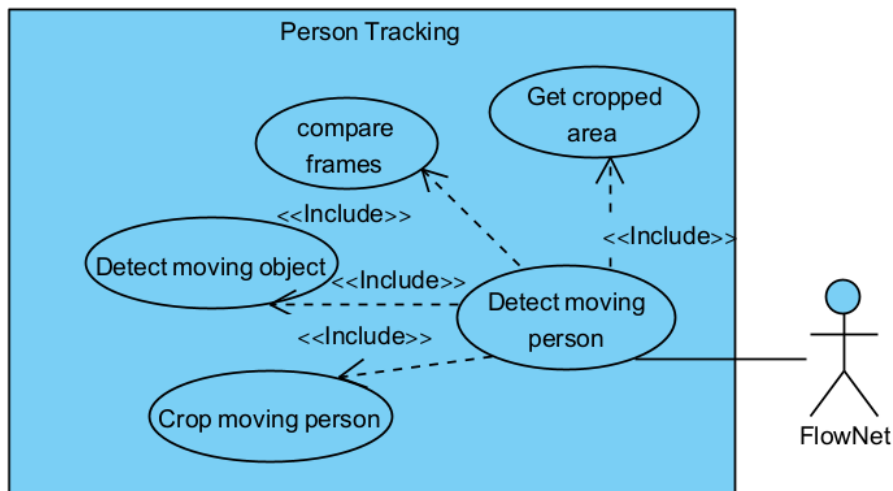 Person Tracking
Get cropped
area
compare
frames
<<Include>>
<<Include>>
Detect moving object
<<Include>>
Detect moving
person
<<Include>>
Crop moving person
FlowNet